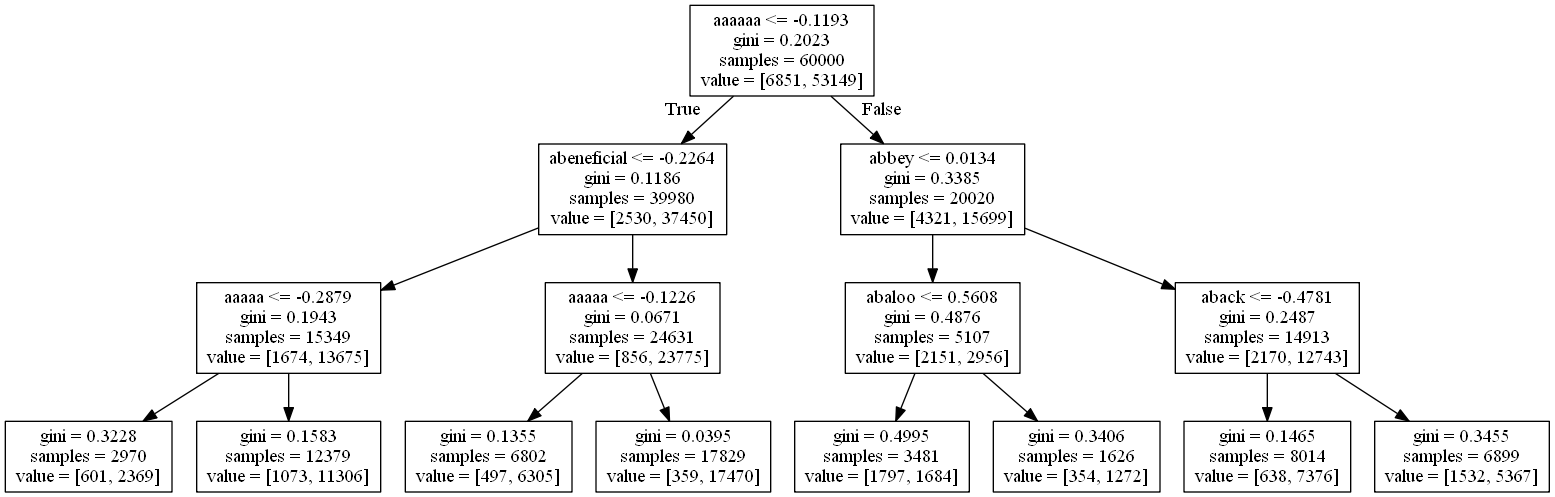 aaaaaa <= -0.1193
gini = 0.2023
samples = 60000
value = [6851, 53149]
True
False
abeneficial <= -0.2264
gini = 0.1186
samples = 39980
value = [2530, 37450]
abbey <= 0.0134
gini = 0.3385
samples = 20020
value = [4321, 15699]
aaaaa <= -0.2879
gini = 0.1943
samples = 15349
value = [1674, 13675]
aaaaa <= -0.1226
gini = 0.0671
samples = 24631
value = [856, 23775]
abaloo <= 0.5608
gini = 0.4876
samples = 5107
value = [2151, 2956]
aback <= -0.4781
gini = 0.2487
samples = 14913
value = [2170, 12743]
gini = 0.3228
samples = 2970
value = [601, 2369]
gini = 0.1583
samples = 12379
value = [1073, 11306]
gini = 0.1355
samples = 6802
value = [497, 6305]
gini = 0.0395
samples = 17829
value = [359, 17470]
gini = 0.4995
samples = 3481
value = [1797, 1684]
gini = 0.3406
samples = 1626
value = [354, 1272]
gini = 0.1465
samples = 8014
value = [638, 7376]
gini = 0.3455
samples = 6899
value = [1532, 5367]